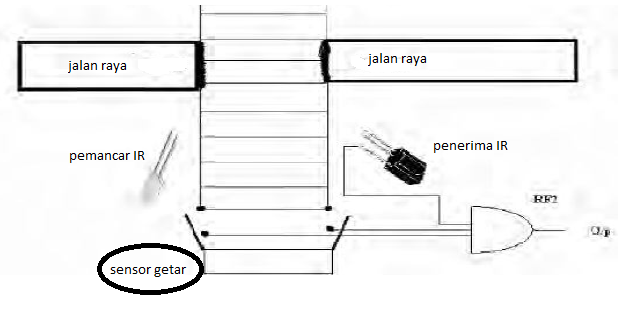 jalan raya
jalan raya
pemancar IR
penerima IR
RF2
O/p
sensor getar